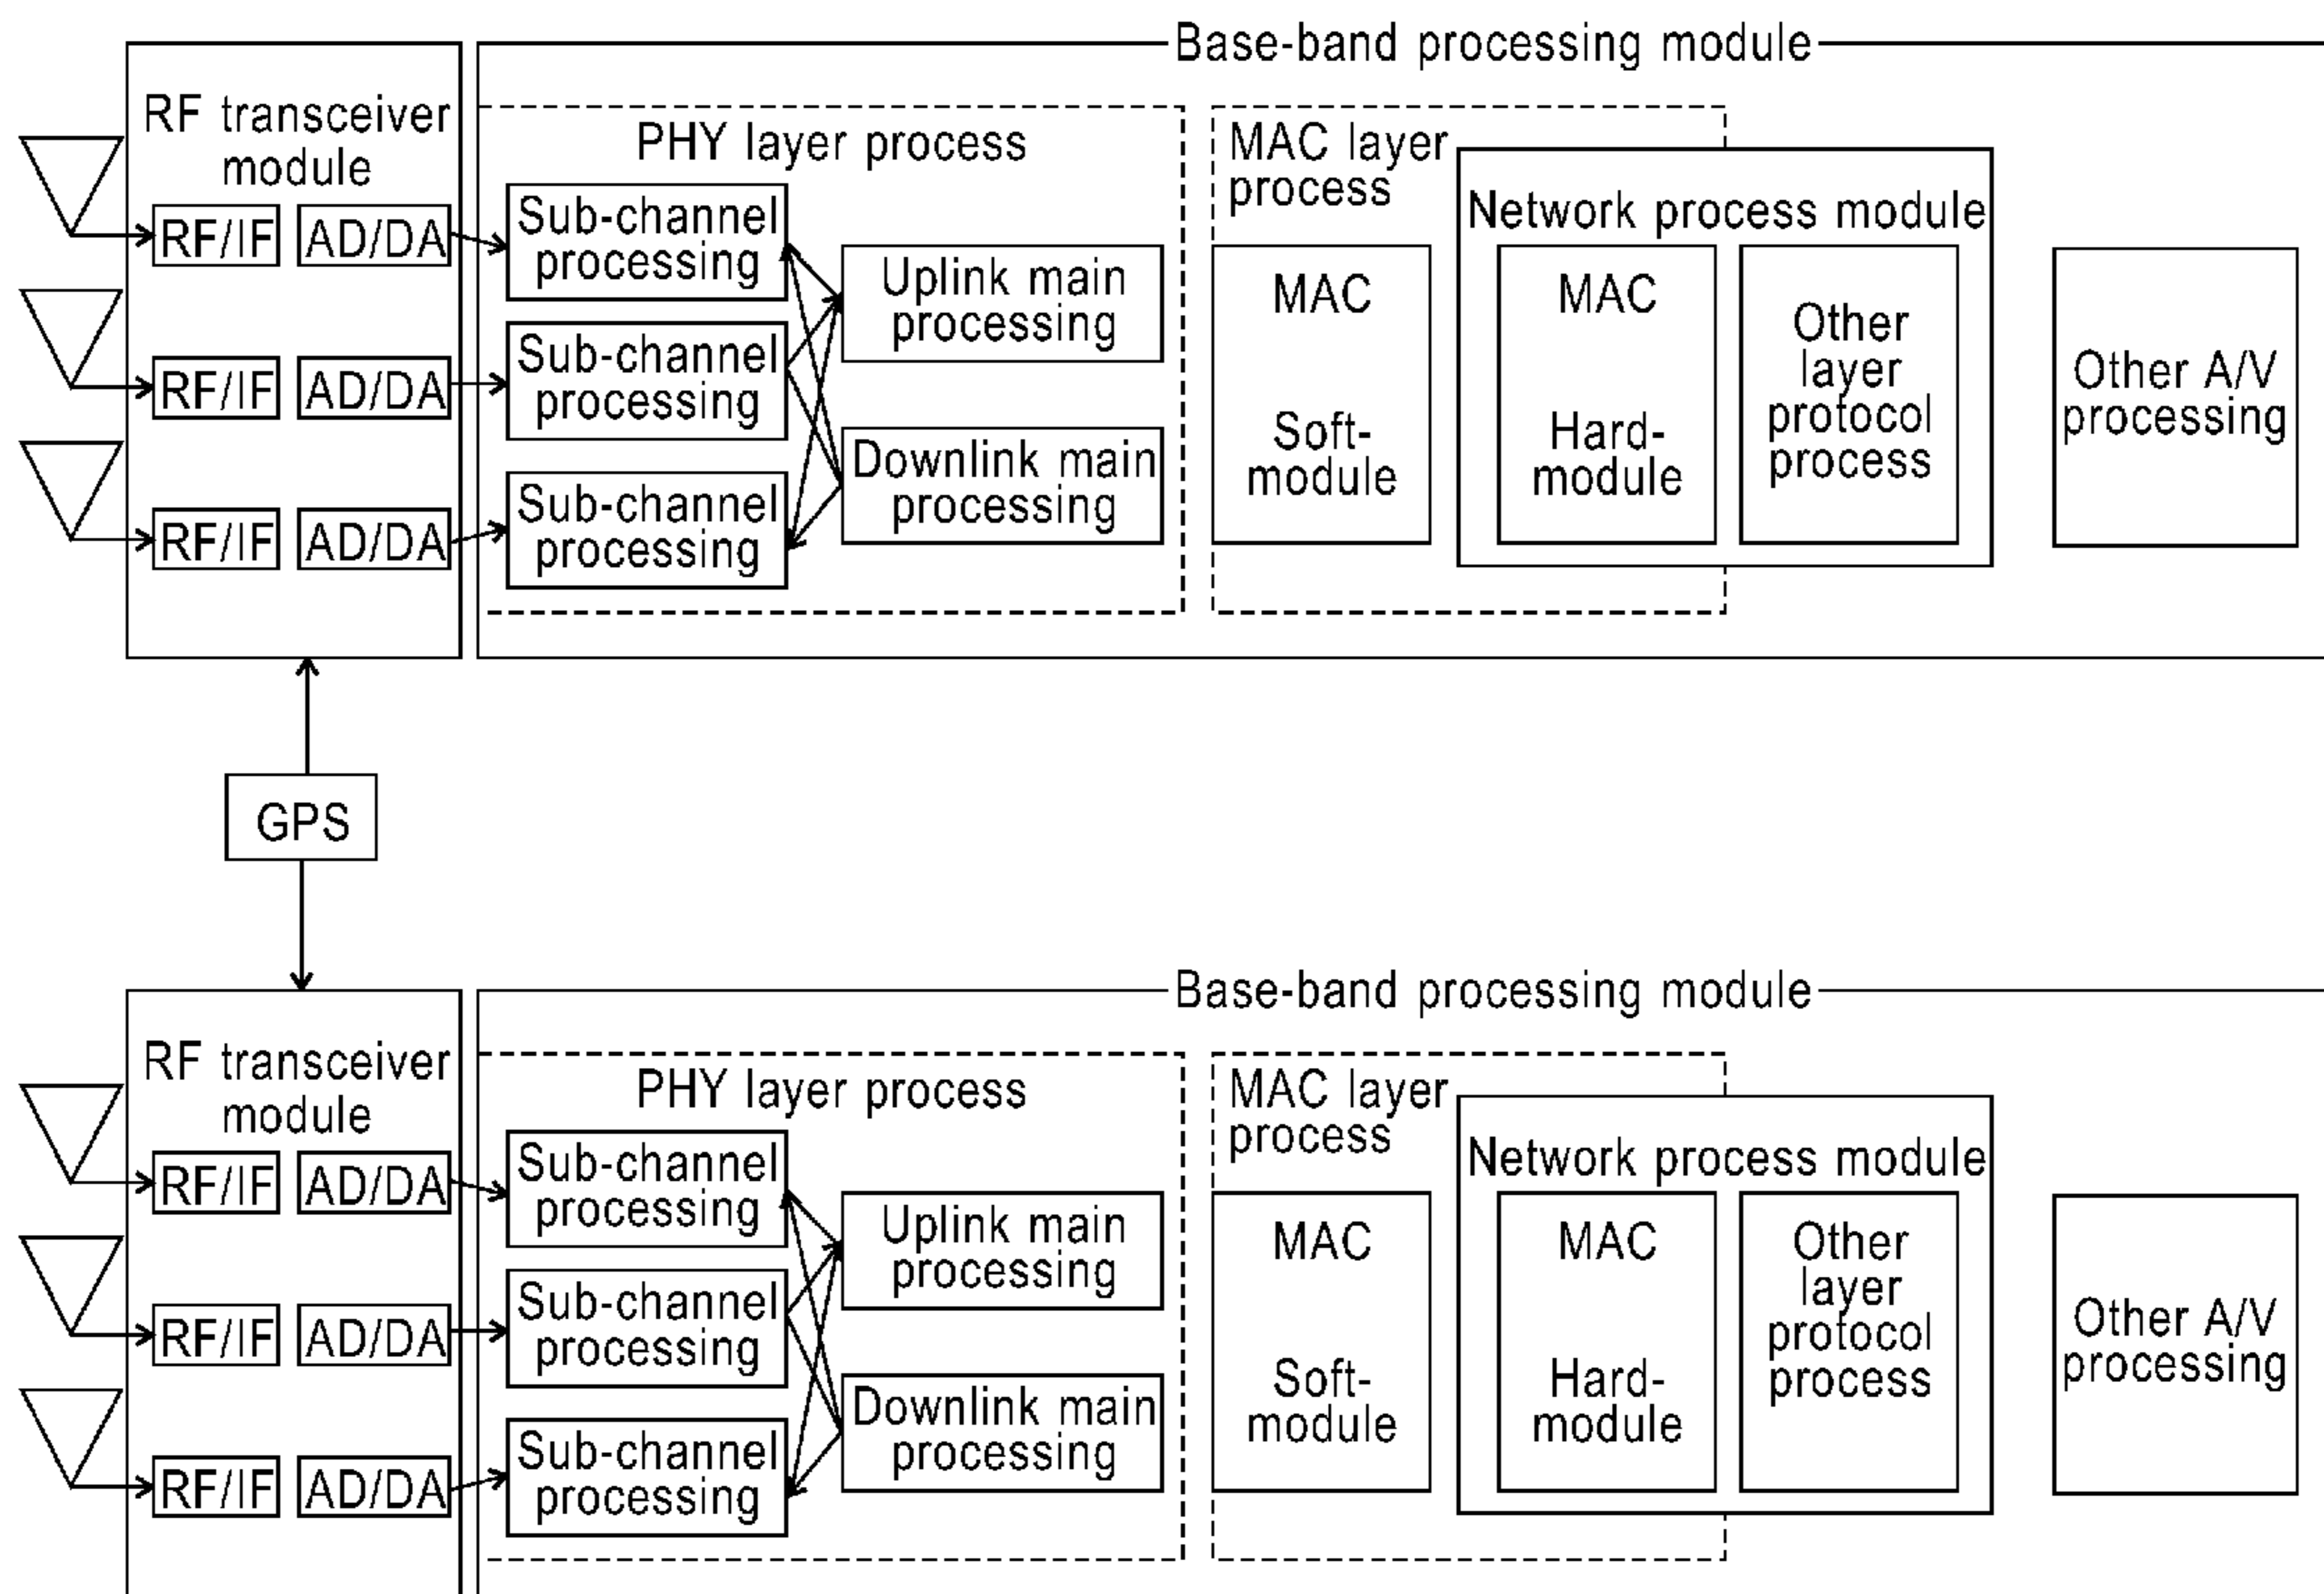 Base-band processing module
RF transceiver
module
PHY layer process
MAC layer
process
Network process module
RF/IF
AD/DA
Sub-channel
processing
Uplink main
processing
MAC
Soft-
module
MAC
Hard-
module
Other
layer
protocol
process
Other A/V
processing
RF/IF
AD/DA
Sub-channel
processing
Downlink main
processing
RF/IF
AD/DA
Sub-channel
processing
GPS
Base-band processing module
RF transceiver
module
PHY layer process
MAC layer
process
Network process module
RF/IF
AD/DA
Sub-channel
processing
Uplink main
processing
MAC
Soft-
module
MAC
Hard-
module
Other
layer
protocol
process
Other A/V
processing
RF/IF
AD/DA
Sub-channel
processing
Downlink main
processing
RF/IF
AD/DA
Sub-channel
processing